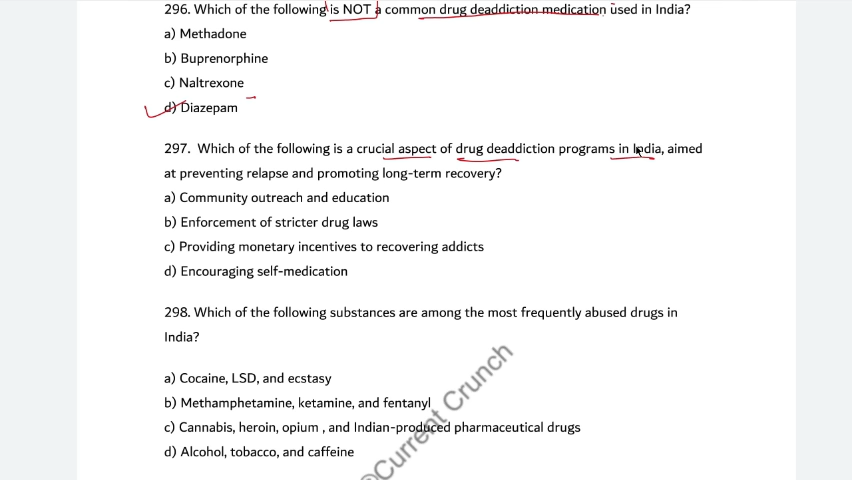 296. Which of the following is NOT a common drug deaddiction medication used in India?
a) Methadone
b) Buprenorphine
c) Naltrexone
d) Diazepam
297. Which of the following is a crucial aspect of drug deaddiction programs in India, aimed
at preventing relapse and promoting long-term recovery?
a) Community outreach and education
b) Enforcement of stricter drug laws
c) Providing monetary incentives to recovering addicts
d) Encouraging self-medication
298. Which of the following substances are among the most frequently abused drugs in
India?
a) Cocaine, LSD, and ecstasy
b) Methamphetamine, ketamine, and fentanyl
c) Cannabis, heroin, opium , and Indian-produced pharmaceutical drugs
d) Alcohol, tobacco, and caffeine
©Current Crunch